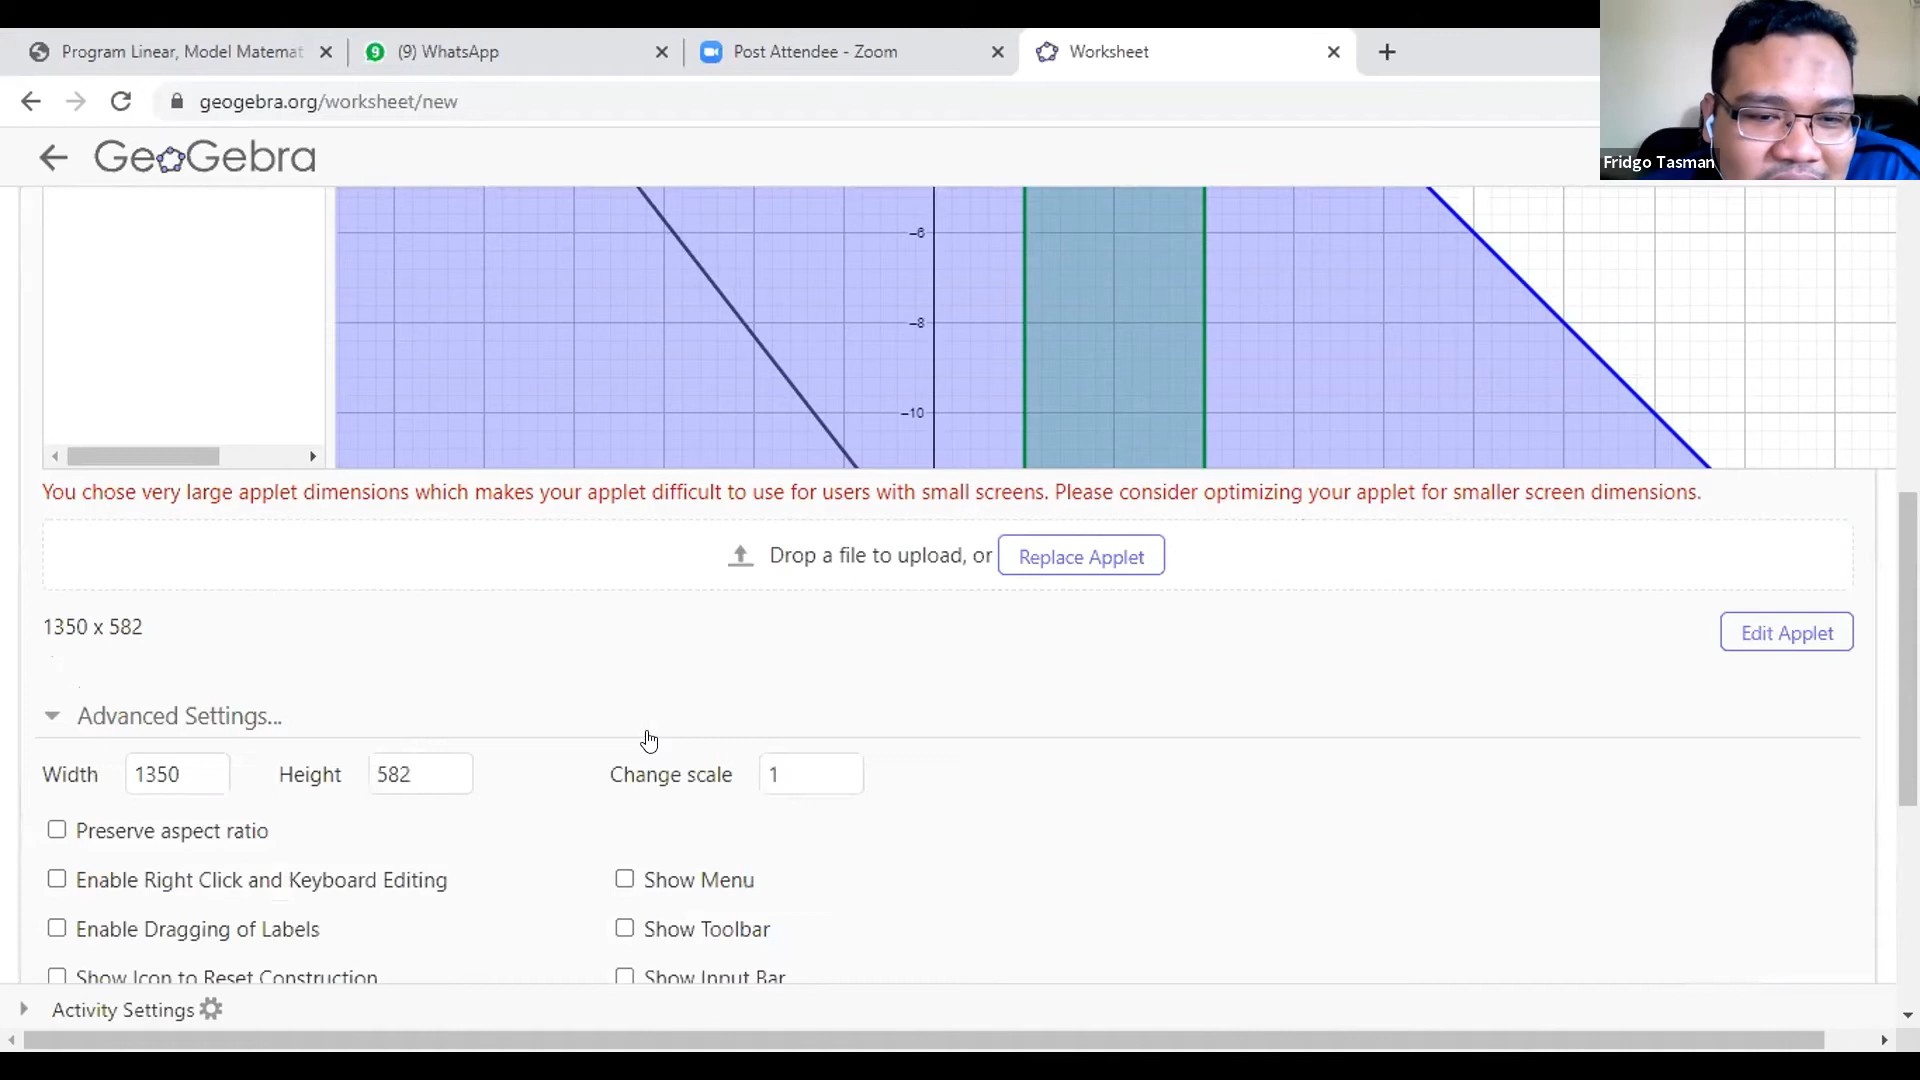 Program Linear, Model Matemat
9
(9) WhatsApp
Post Attendee - Zoom
Worksheet
geogebra.org/worksheet/new
GeoGebra
Fridgo Tasman
−6
−8
−10
You chose very large applet dimensions which makes your applet difficult to use for users with small screens. Please consider optimizing your applet for smaller screen dimensions.
Drop a file to upload, or Replace Applet
1350 x 582
Edit Applet
Advanced Settings...
Width 1350 Height 582 Change scale 1
Preserve aspect ratio
Enable Right Click and Keyboard Editing Show Menu
Enable Dragging of Labels Show Toolbar
Show Icon to Reset Construction Show Input Bar
Activity Settings